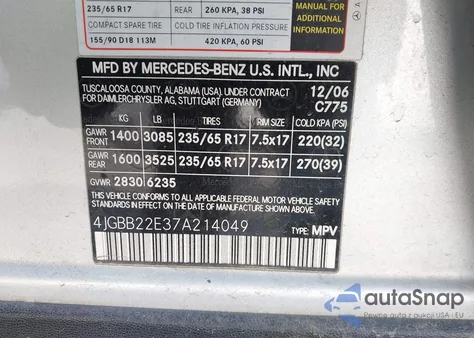 235/65 R17 REAR 260 KPA, 38 PSI MANUAL FOR
ADDITIONAL
INFORMATION
COMPACT SPARE TIRE COLD TIRE INFLATION PRESSURE
155/90 D18 113M 420 KPA, 60 PSI
MFD BY MERCEDES-BENZ U.S. INTL., INC
TUSCALOOSA COUNTY, ALABAMA (USA). UNDER CONTRACT 12/06
FOR DAIMLERCHRYSLER AG, STUTTGART (GERMANY) C775
KG LB TIRES RIM SIZE COLD KPA (PSI)
GAWR FRONT 1400 3085 235/65 R17 7.5x17 220(32)
GAWR REAR 1600 3525 235/65 R17 7.5x17 270(39)
GVWR 2830 6235
THIS VEHICLE CONFORMS TO ALL APPLICABLE FEDERAL MOTOR VEHICLE SAFETY
STANDARDS IN EFFECT ON THE DATE OF MANUFACTURE SHOWN ABOVE.
4JGBB22E37A214049 TYPE: MPV
autoSnap
Pewne auta z aukcji USA i EU